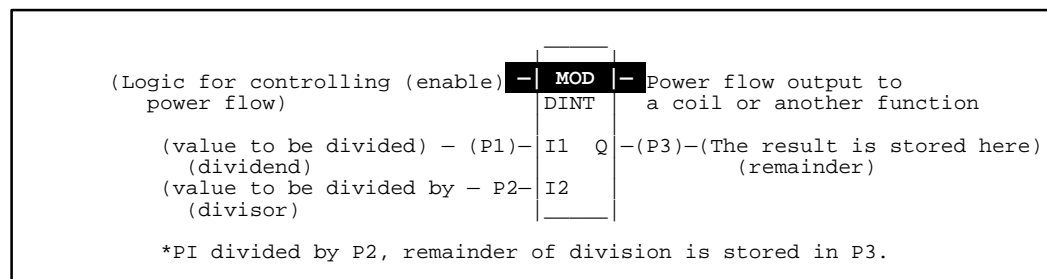 (Logic for controlling (enable) —| MOD |— Power flow output to
power flow) |DINT | a coil or another function
(value to be divided) — (P1)—|I1 Q|—(P3)—(The result is stored here)
(dividend) (remainder)
(value to be divided by — P2—|I2
(divisor)
*PI divided by P2, remainder of division is stored in P3.